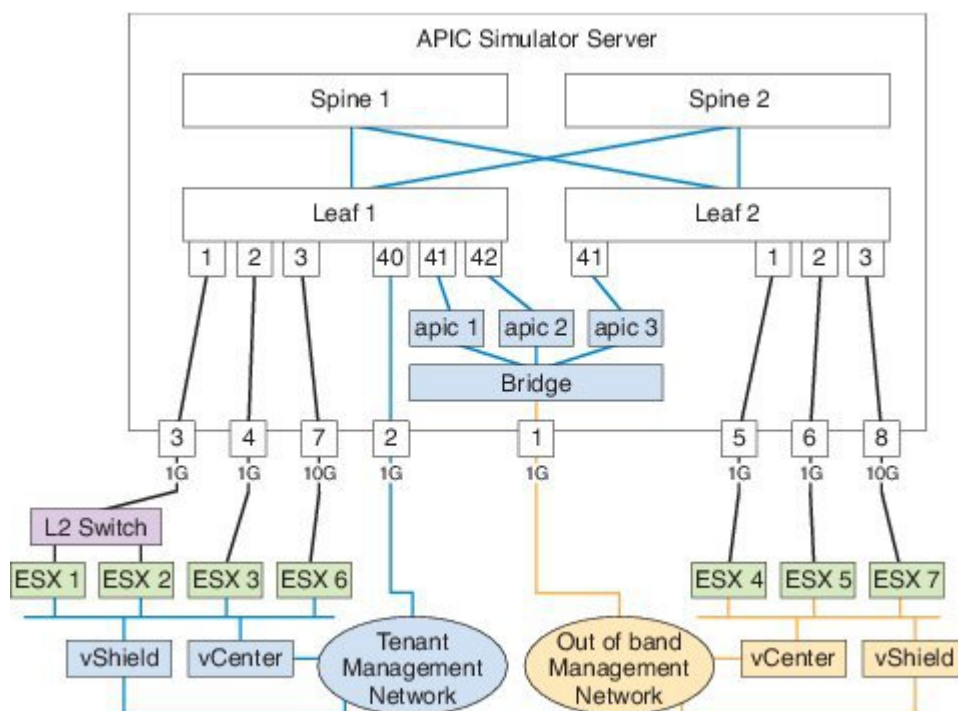 APIC Simulator Server
Spine 1 Spine 2
Leaf 1 Leaf 2
1 2 3 40 41 42 41 1 2 3
apic 1 apic 2 apic 3
Bridge
3 4 7 2 1 5 6 8
1G 1G 10G 1G 1G 1G 1G 10G
L2 Switch
ESX 1 ESX 2 ESX 3 ESX 6 ESX 4 ESX 5 ESX 7
vShield vCenter
Tenant
Management
Network
Out of band
Management
Network
vCenter vShield